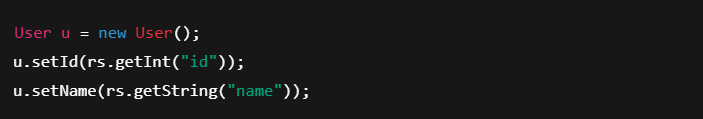 User u = new User();
u.setId(rs.getInt("id"));
u.setName(rs.getString("name"));